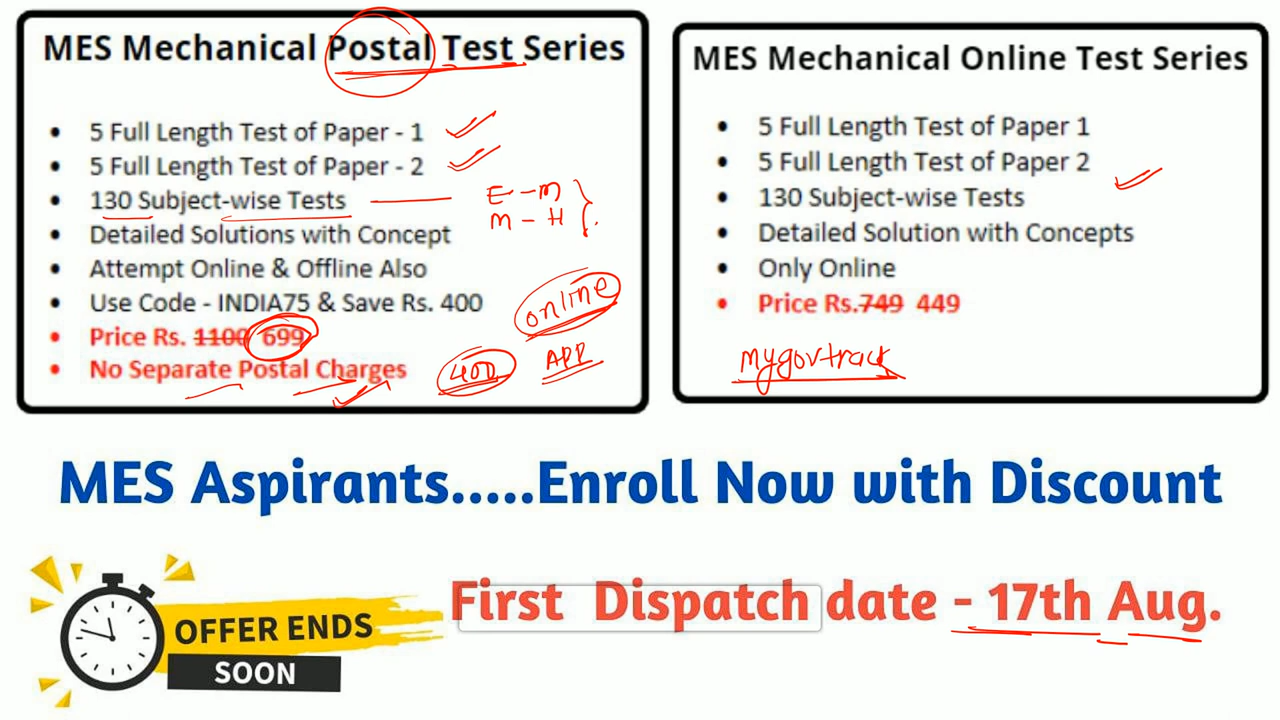 MES Mechanical Postal Test Series
• 5 Full Length Test of Paper - 1
• 5 Full Length Test of Paper - 2
• 130 Subject-wise Tests
E - M
M - H
• Detailed Solutions with Concept
• Attempt Online & Offline Also
• Use Code - INDIA75 & Save Rs. 400
online
• Price Rs. 1100 699
• No Separate Postal Charges
400
APP
MES Mechanical Online Test Series
• 5 Full Length Test of Paper 1
• 5 Full Length Test of Paper 2
• 130 Subject-wise Tests
• Detailed Solution with Concepts
• Only Online
• Price Rs.749 449
mygovtrack
MES Aspirants.....Enroll Now with Discount
OFFER ENDS
SOON
First Dispatch date - 17th Aug.